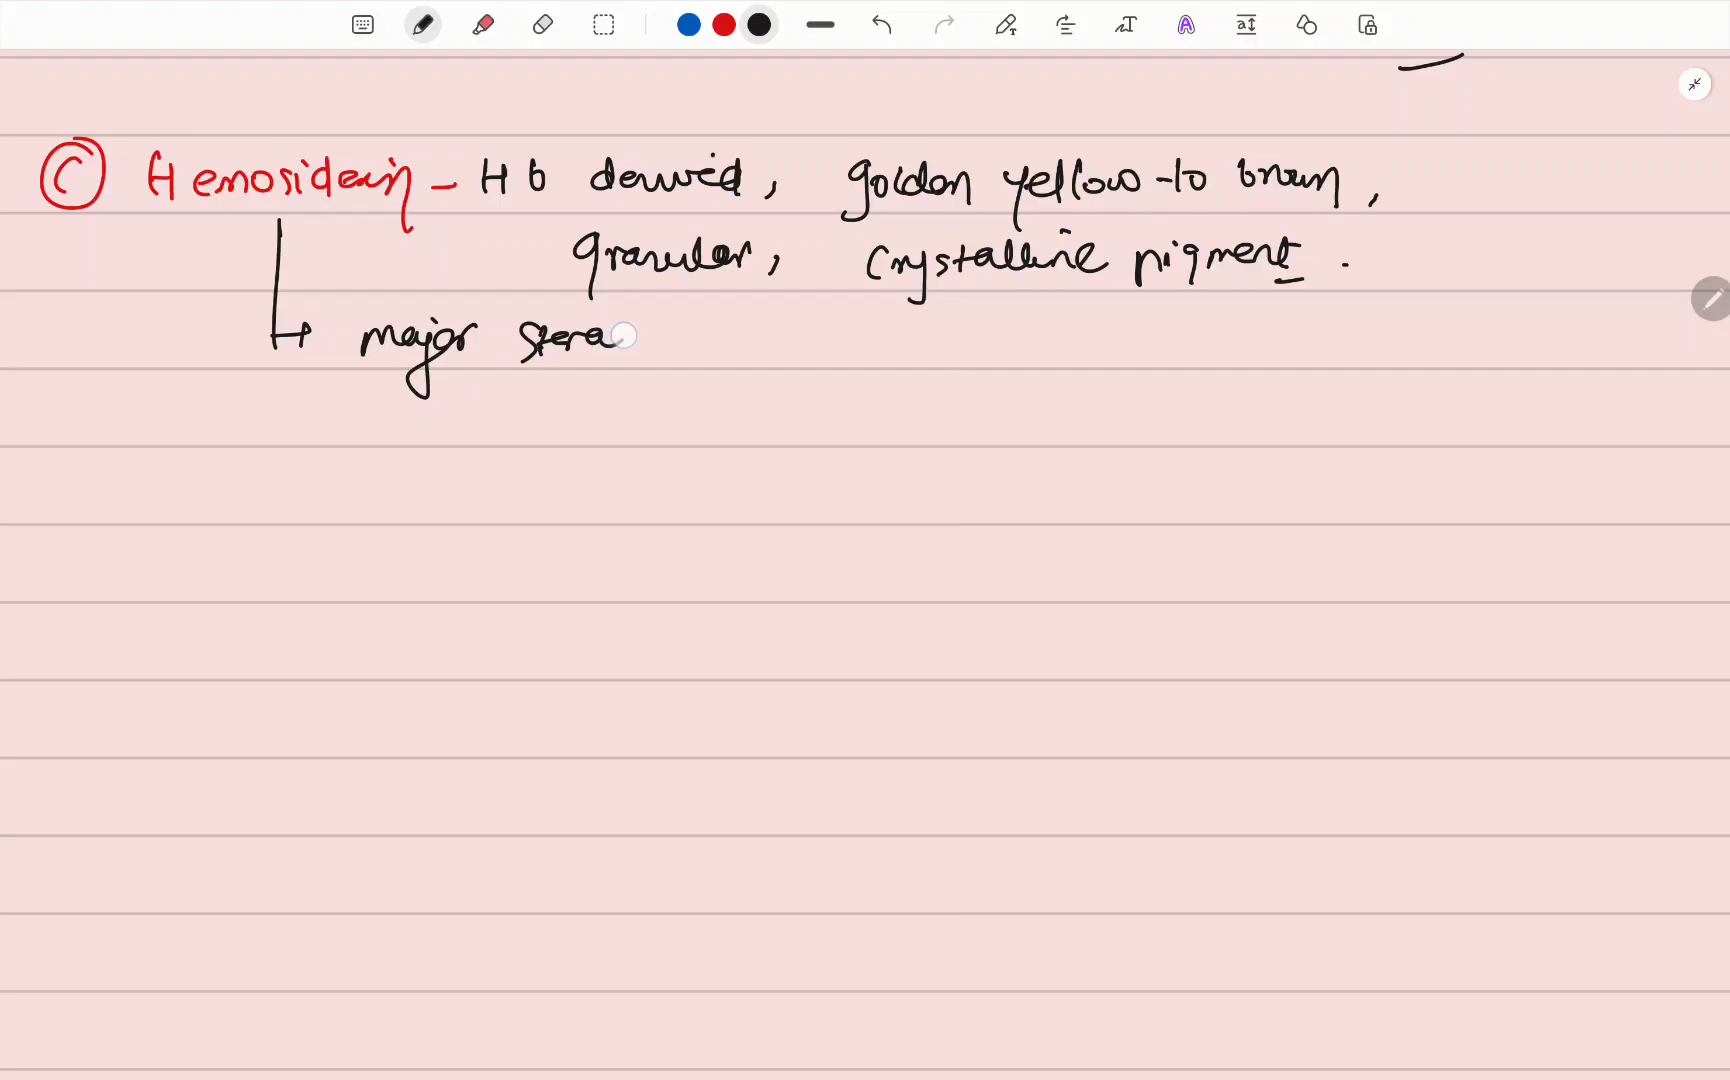 © Hemosiderin - Hb derived, golden yellow-to brown,
granular, crystalline pigment.
↳ major stora